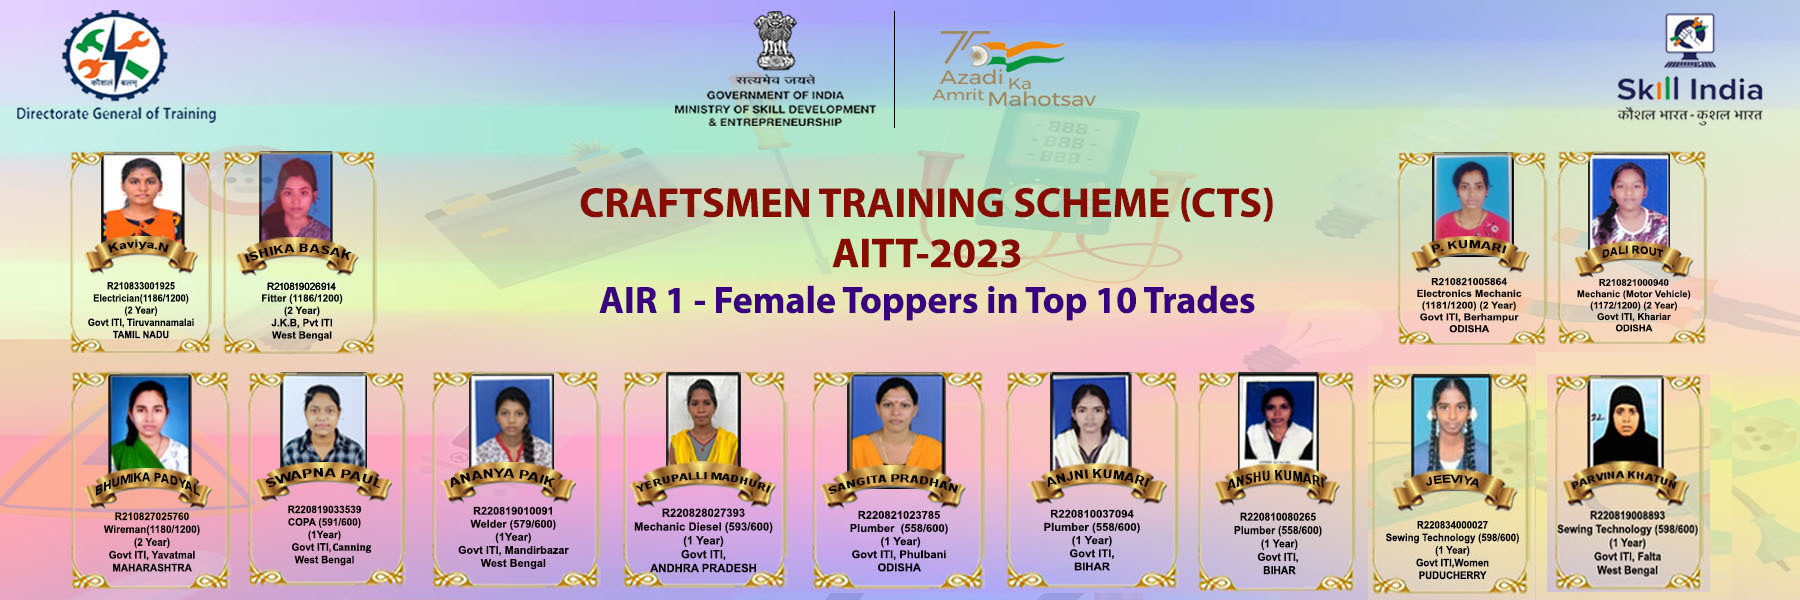 कौशलं बलम्
Directorate General of Training
सत्यमेव जयते
GOVERNMENT OF INDIA
MINISTRY OF SKILL DEVELOPMENT
& ENTREPRENEURSHIP
75
Azadi Ka
Amrit Mahotsav
Skill India
कौशल भारत - कुशल भारत
CRAFTSMEN TRAINING SCHEME (CTS)
AITT-2023
AIR 1 - Female Toppers in Top 10 Trades
Kaviya.N
R210833001925
Electrician(1186/1200)
(2 Year)
Govt ITI, Tiruvannamalai
TAMIL NADU
ISHIKA BASAK
R210819026914
Fitter (1186/1200)
(2 Year)
J.K.B, Pvt ITI
West Bengal
P. KUMARI
R210821005864
Electronics Mechanic
(1181/1200) (2 Year)
Govt ITI, Berhampur
ODISHA
DALI ROUT
R210821000940
Mechanic (Motor Vehicle)
(1172/1200) (2 Year)
Govt ITI, Khariar
ODISHA
BHUMIKA PADYAL
R210827025760
Wireman(1180/1200)
(2 Year)
Govt ITI, Yavatmal
MAHARASHTRA
SWAPNA PAUL
R220819033539
COPA (591/600)
(1Year)
Govt ITI, Canning
West Bengal
ANANYA PAIK
R220819010091
Welder (579/600)
(1Year)
Govt ITI, Mandirbazar
West Bengal
YERUPALLI MADHURI
R220828027393
Mechanic Diesel (593/600)
(1 Year)
Govt ITI,
ANDHRA PRADESH
SANGITA PRADHAN
R220821023785
Plumber (558/600)
(1 Year)
Govt ITI, Phulbani
ODISHA
ANJNI KUMARI
R220810037094
Plumber (558/600)
(1 Year)
Govt ITI,
BIHAR
ANSHU KUMARI
R220810080265
Plumber (558/600)
(1 Year)
Govt ITI,
BIHAR
JEEVIYA
R220834000027
Sewing Technology (598/600)
(1 Year)
Govt ITI,Women
PUDUCHERRY
PARVINA KHATUN
R220819008893
Sewing Technology (598/600)
(1 Year)
Govt ITI, Falta
West Bengal